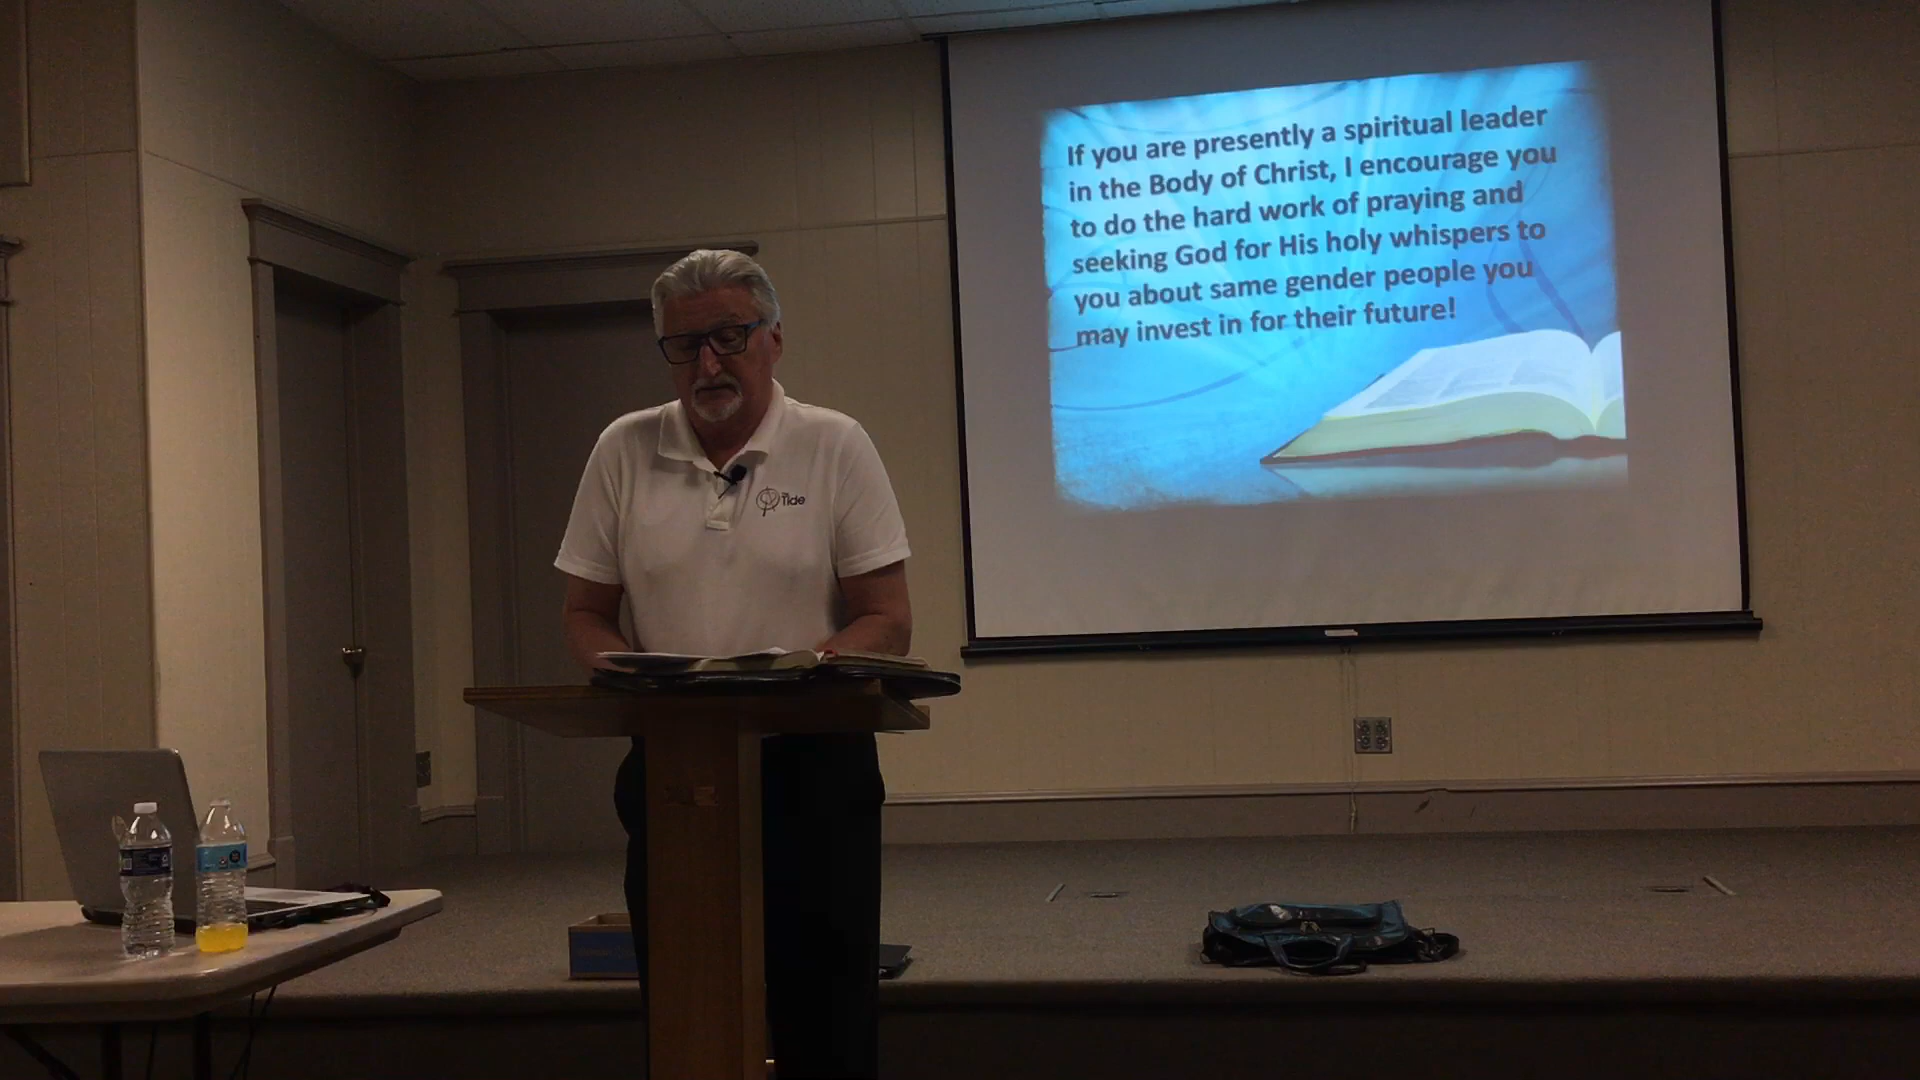 If you are presently a spiritual leader
in the Body of Christ, I encourage you
to do the hard work of praying and
seeking God for His holy whispers to
you about same gender people you
may invest in for their future!
Tide